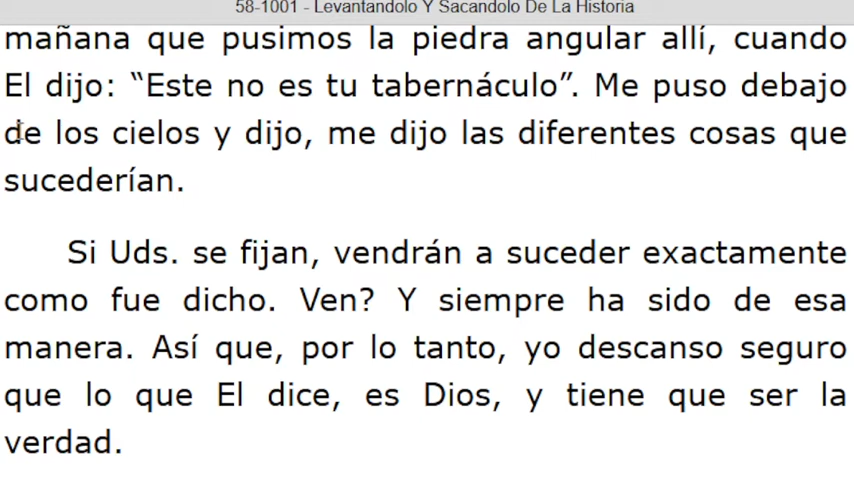 58-1001 - Levantandolo Y Sacandolo De La Historia
mañana que pusimos la piedra angular allí, cuando
El dijo: “Este no es tu tabernáculo”. Me puso debajo
de los cielos y dijo, me dijo las diferentes cosas que
sucederían.
Si Uds. se fijan, vendrán a suceder exactamente
como fue dicho. Ven? Y siempre ha sido de esa
manera. Así que, por lo tanto, yo descanso seguro
que lo que El dice, es Dios, y tiene que ser la
verdad.